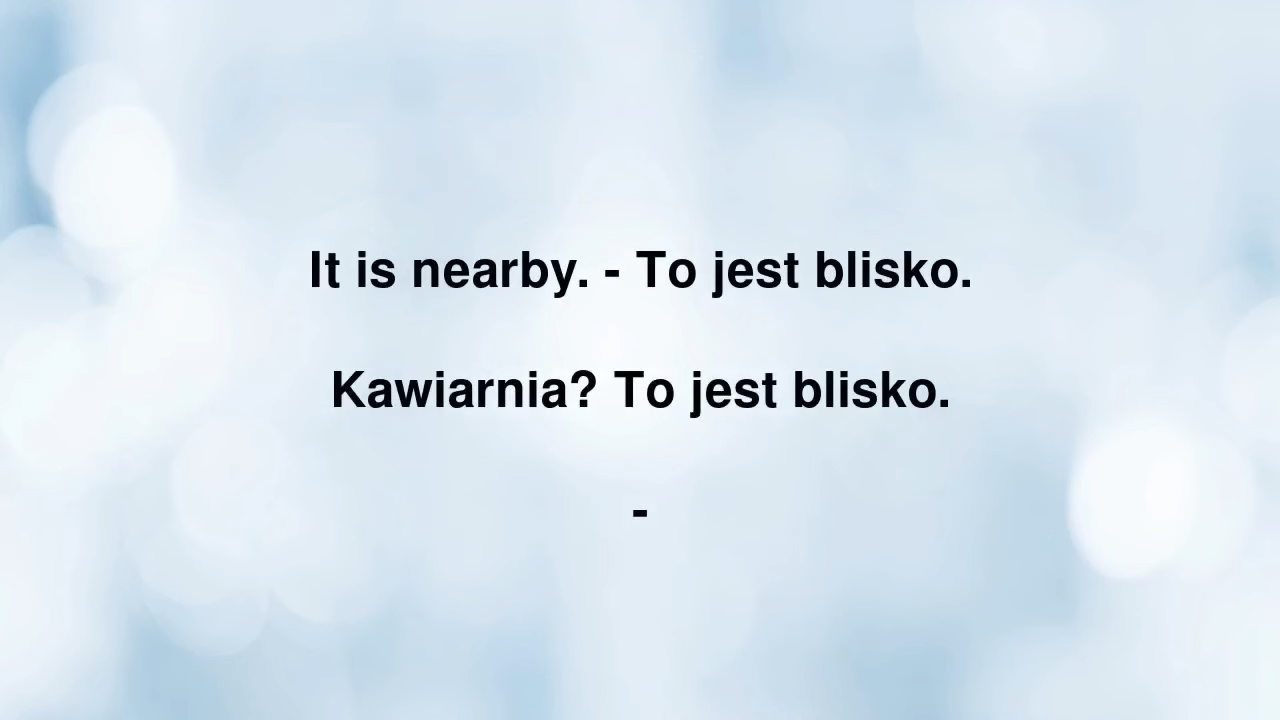 It is nearby. - To jest blisko.
Kawiarnia? To jest blisko.
-